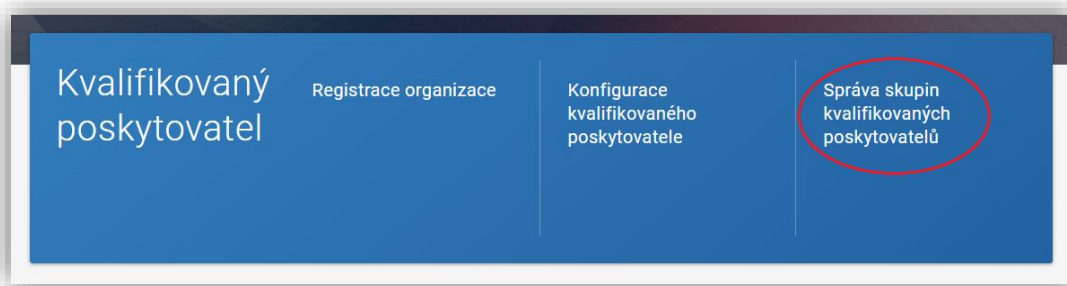 Kvalifikovaný
poskytovatel
Registrace organizace
Konfigurace
kvalifikovaného
poskytovatele
Správa skupin
kvalifikovaných
poskytovatelů